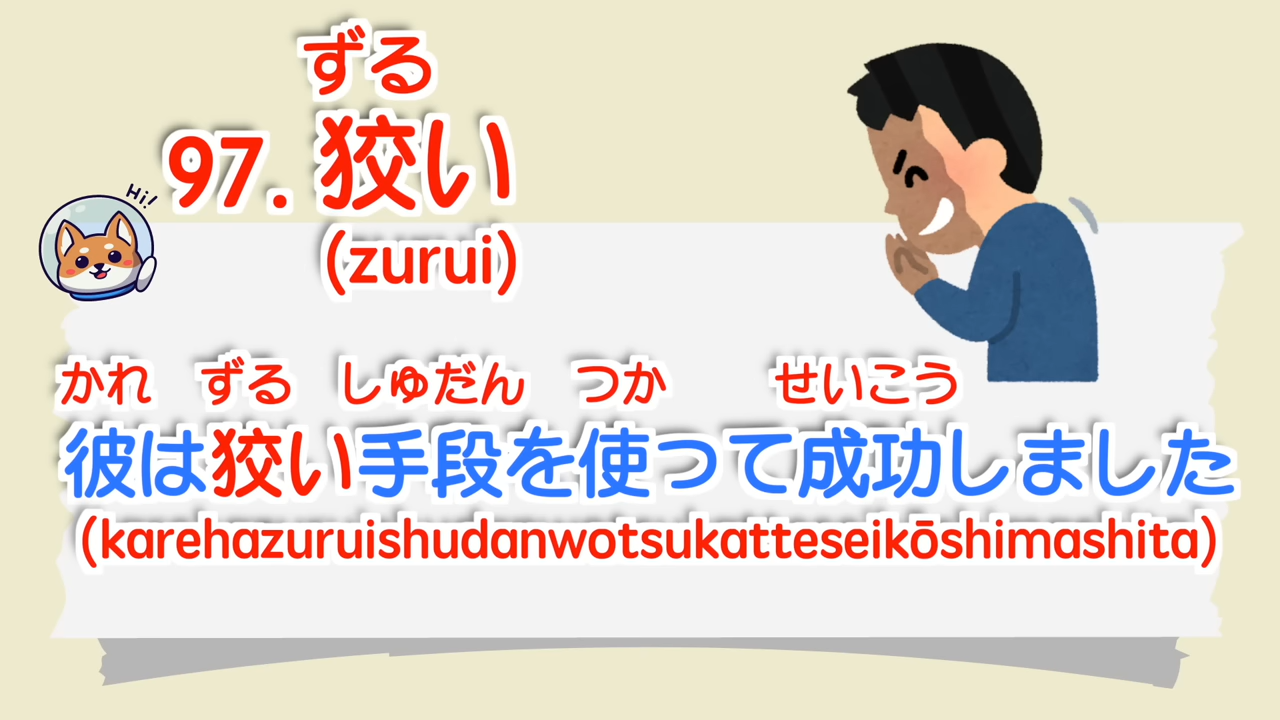 ずる
97. 狡い
(zurui)
Hi!
かれ ずる しゅだん つか せいこう
彼は狡い手段を使って成功しました
(karehazuruishudanwotsukatteseikōshimashita)